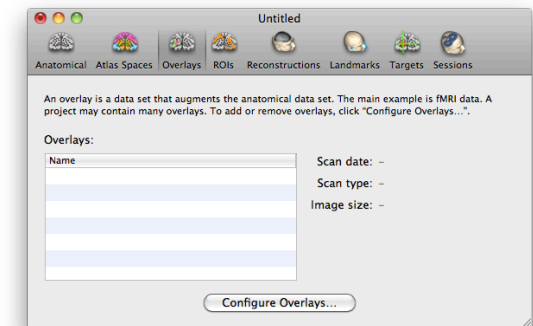 Untitled
Anatomical Atlas Spaces Overlays ROIs Reconstructions Landmarks Targets Sessions
An overlay is a data set that augments the anatomical data set. The main example is fMRI data. A
project may contain many overlays. To add or remove overlays, click “Configure Overlays...”.
Overlays:
Name
Scan date: –
Scan type: –
Image size: –
Configure Overlays...